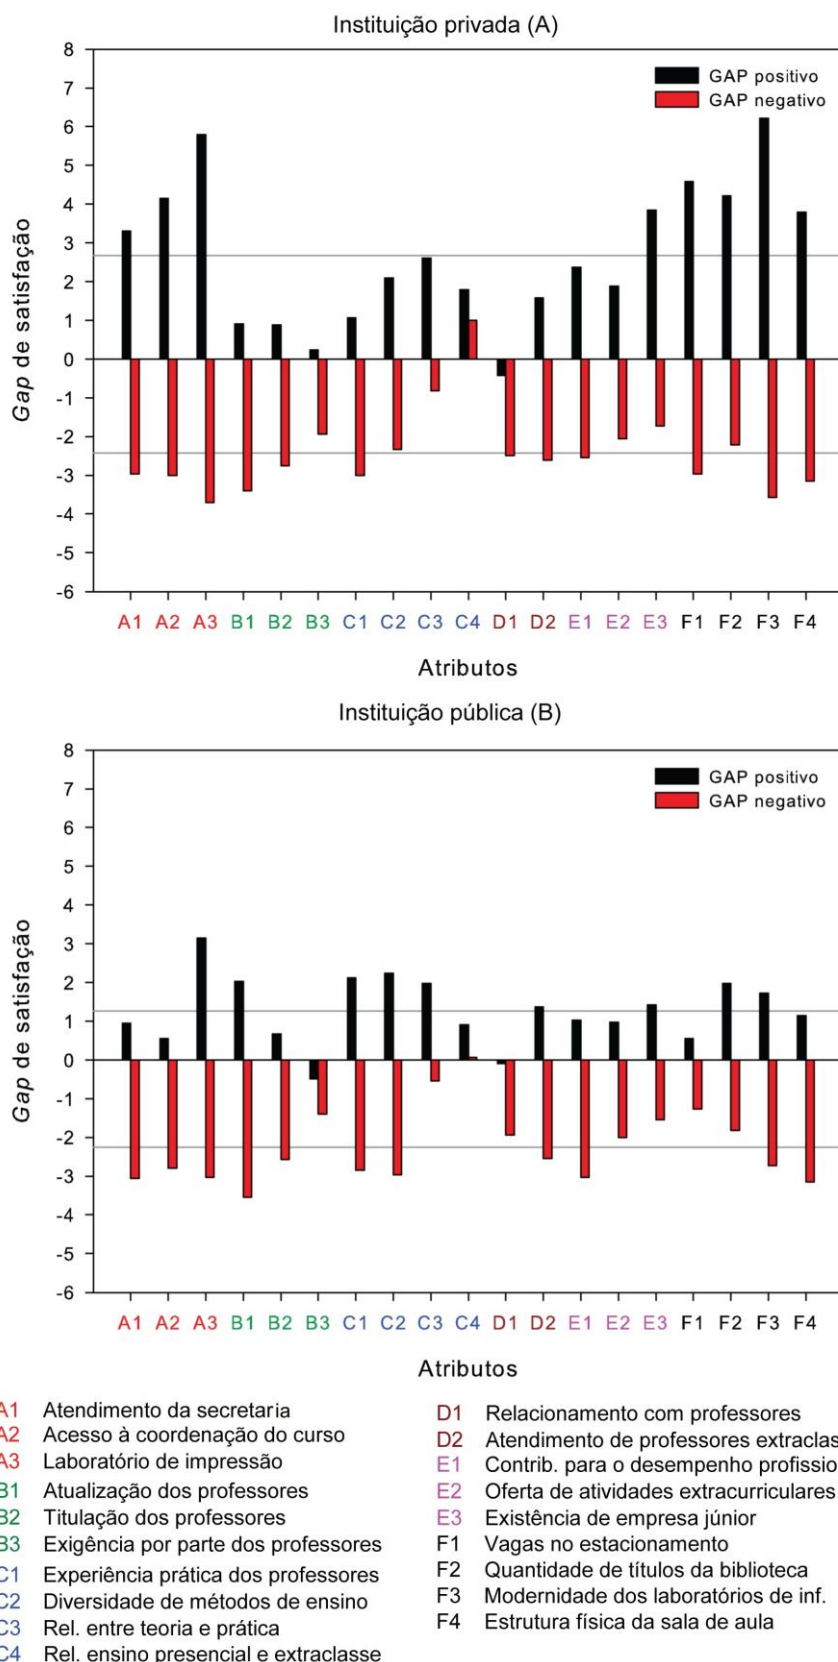 Instituição privada (A)
8
GAP positivo
7
GAP negativo
6
5
4
3
2
1
0
-1
-2
-3
-4
-5
-6
Gap de satisfação
A1 A2 A3 B1 B2 B3 C1 C2 C3 C4 D1 D2 E1 E2 E3 F1 F2 F3 F4
Atributos
Instituição pública (B)
8
GAP positivo
7
GAP negativo
6
5
4
3
2
1
0
-1
-2
-3
-4
-5
-6
Gap de satisfação
A1 A2 A3 B1 B2 B3 C1 C2 C3 C4 D1 D2 E1 E2 E3 F1 F2 F3 F4
Atributos
A1 Atendimento da secretaria
A2 Acesso à coordenação do curso
A3 Laboratório de impressão
B1 Atualização dos professores
B2 Titulação dos professores
B3 Exigência por parte dos professores
C1 Experiência prática dos professores
C2 Diversidade de métodos de ensino
C3 Rel. entre teoria e prática
C4 Rel. ensino presencial e extraclasse
D1 Relacionamento com professores
D2 Atendimento de professores extraclas
E1 Contrib. para o desempenho profissio
E2 Oferta de atividades extracurriculares
E3 Existência de empresa júnior
F1 Vagas no estacionamento
F2 Quantidade de títulos da biblioteca
F3 Modernidade dos laboratórios de inf.
F4 Estrutura física da sala de aula